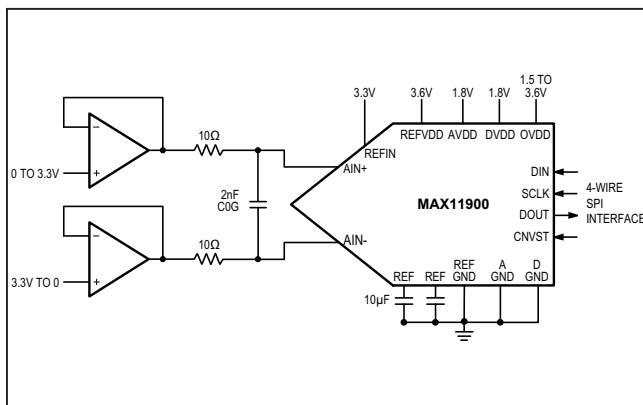 1.5 TO
3.3V 3.6V 1.8V 1.8V 3.6V
REFVDD AVDD DVDD OVDD
REFIN
−
+
0 TO 3.3V
10Ω
AIN+
2nF
C0G
MAX11900
DIN
SCLK
DOUT
CNVST
4-WIRE
SPI
INTERFACE
−
+
3.3V TO 0
10Ω
AIN-
REF REF REF GND A GND D GND
10µF